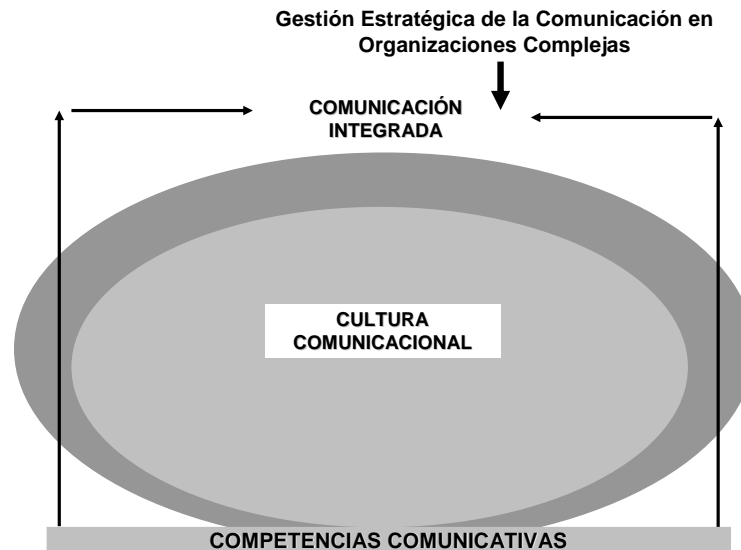 Gestión Estratégica de la Comunicación en
Organizaciones Complejas
COMUNICACIÓN
INTEGRADA
CULTURA
COMUNICACIONAL
COMPETENCIAS COMUNICATIVAS